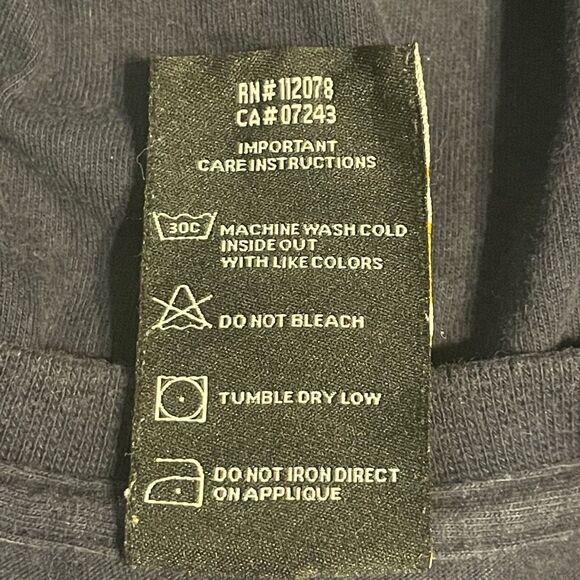 RN# 112078
CA# 07243
IMPORTANT
CARE INSTRUCTIONS
30C MACHINE WASH COLD
INSIDE OUT
WITH LIKE COLORS
DO NOT BLEACH
TUMBLE DRY LOW
DO NOT IRON DIRECT
ON APPLIQUE